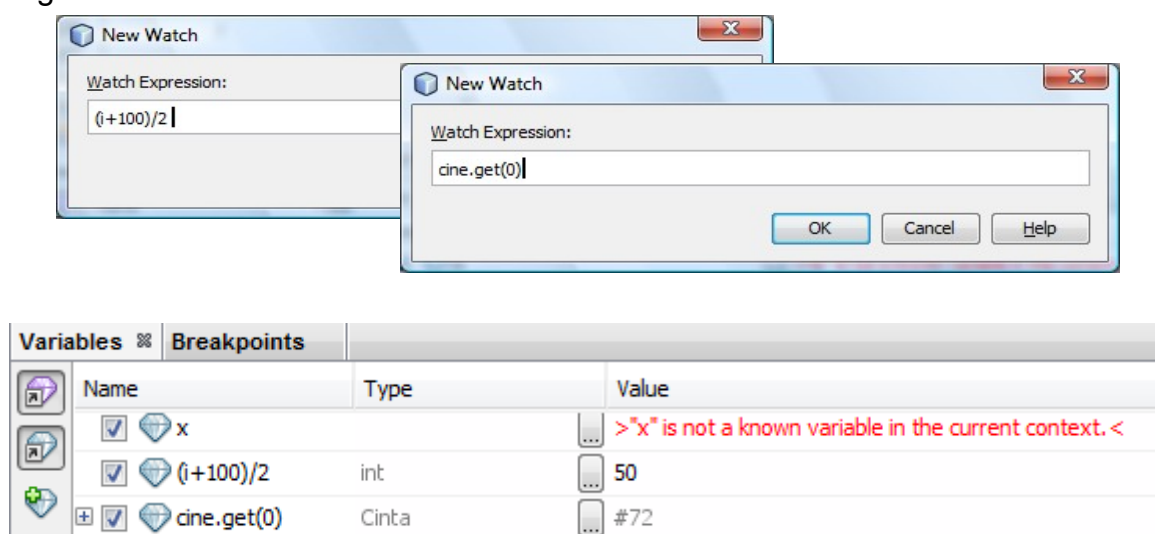 New Watch
Watch Expression:
(i+100)/2
New Watch
Watch Expression:
cine.get(0)
OK Cancel Help
Variables Breakpoints
Name Type Value
x ... >"x" is not a known variable in the current context.<
(i+100)/2 int ... 50
cine.get(0) Cinta ... #72